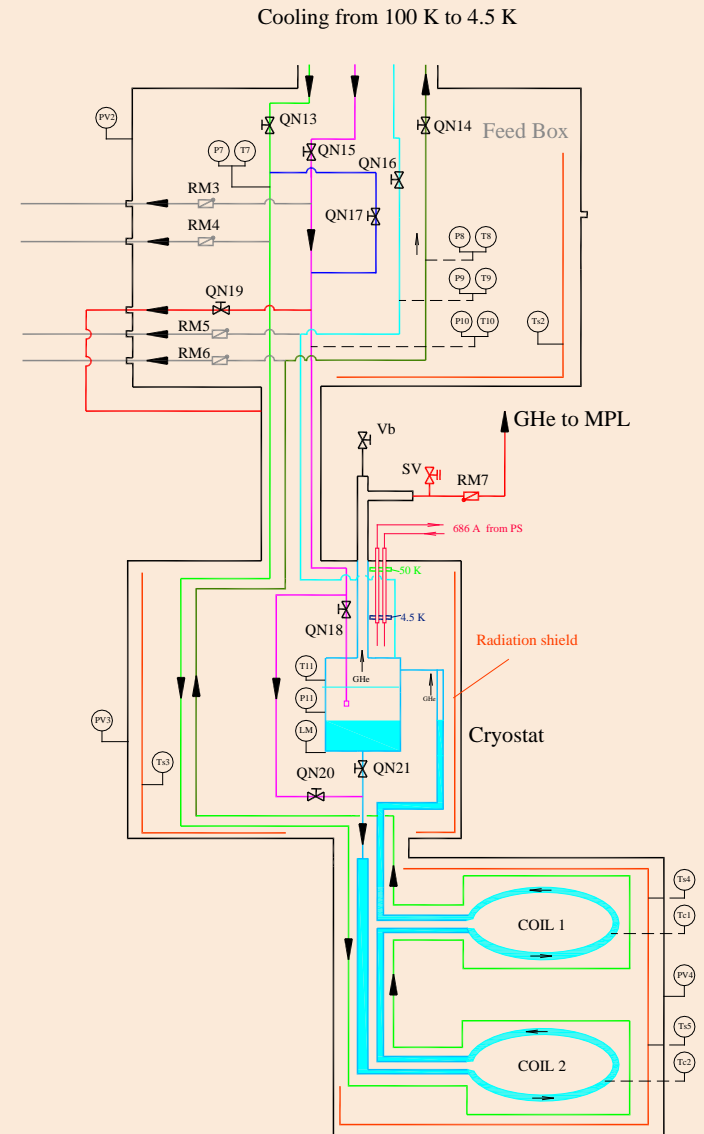 Cooling from 100 K to 4.5 K
PV2
QN13
QN14
Feed Box
P7 T7
QN15
QN16
RM3
QN17
RM4
P8 T8
P9 T9
QN19
P10 T10
Ts2
RM5
RM6
GHe to MPL
Vb
SV
RM7
686 A from PS
50 K
4.5 K
QN18
Radiation shield
T11
GHe
P11
GHe
PV3
LM
Cryostat
Ts3
QN20
QN21
Ts4
COIL 1
Tc1
PV4
Ts5
COIL 2
Tc2